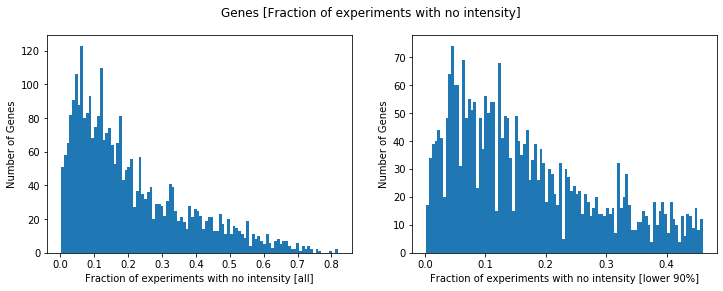 Genes [Fraction of experiments with no intensity]
Number of Genes
120
100
80
60
40
20
0
0.0 0.1 0.2 0.3 0.4 0.5 0.6 0.7 0.8
Fraction of experiments with no intensity [all]
Number of Genes
70
60
50
40
30
20
10
0
0.0 0.1 0.2 0.3 0.4
Fraction of experiments with no intensity [lower 90%]